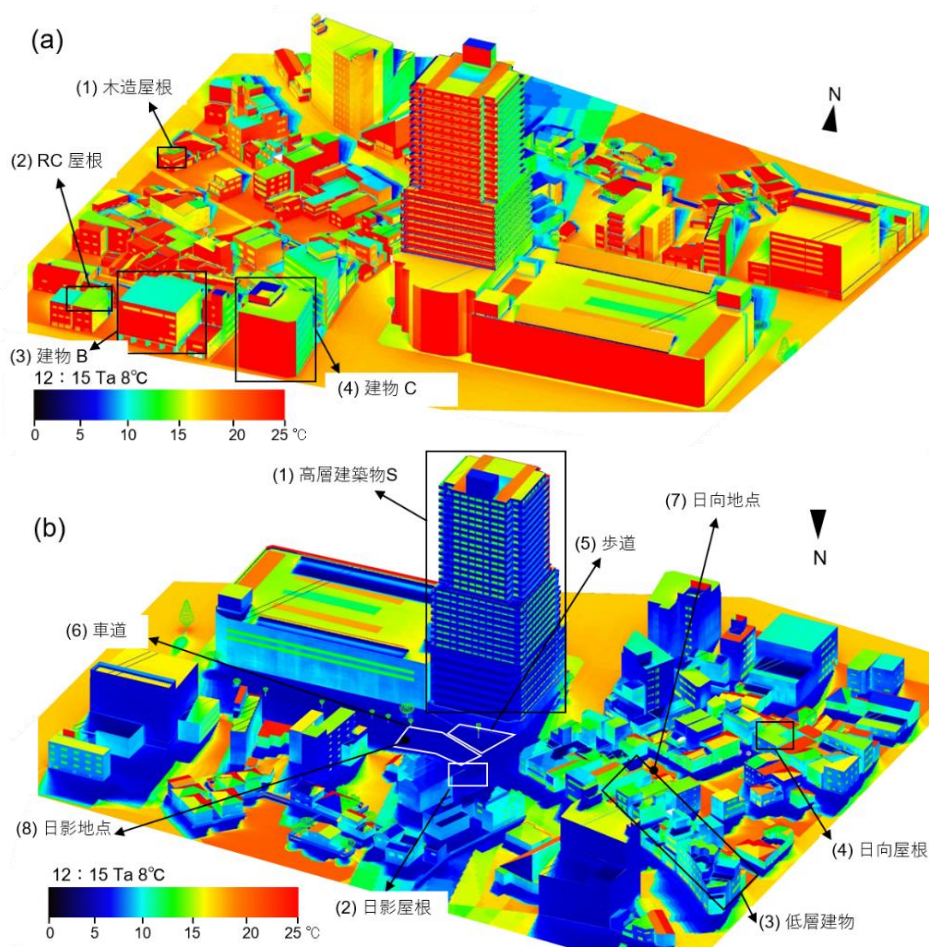 (a)
(1) 木造屋根
N
(2) RC 屋根
(3) 建物 B
(4) 建物 C
12：15 Ta 8℃
0 5 10 15 20 25 ℃
(1) 高層建築物S
(7) 日向地点
(b)
(5) 歩道
N
(6) 車道
(8) 日影地点
(4) 日向屋根
12：15 Ta 8℃
(2) 日影屋根
(3) 低層建物
0 5 10 15 20 25 ℃